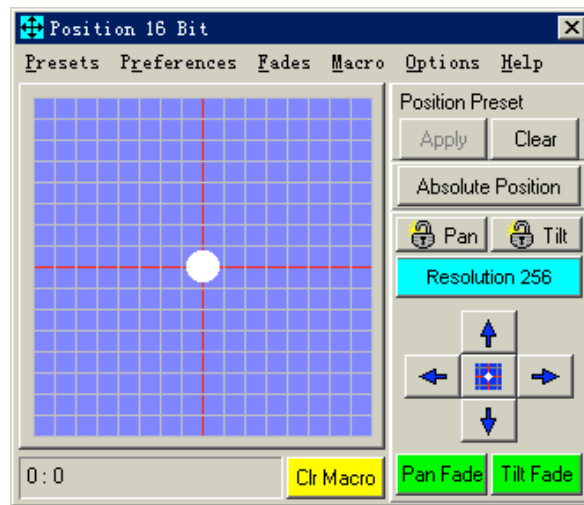 Position 16 Bit
Presets Preferences Fades Macro Options Help
Position Preset
Apply Clear
Absolute Position
Pan Tilt
Resolution 256
0:0 Clr Macro Pan Fade Tilt Fade